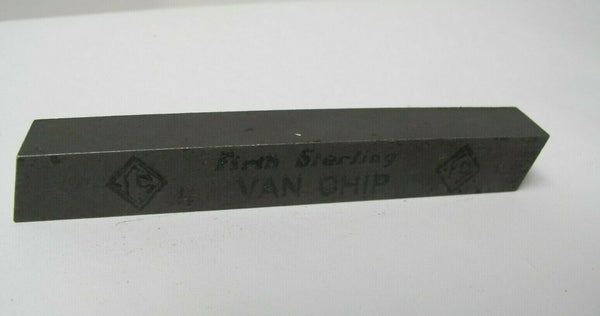 Firth Sterling
VAN CHIP